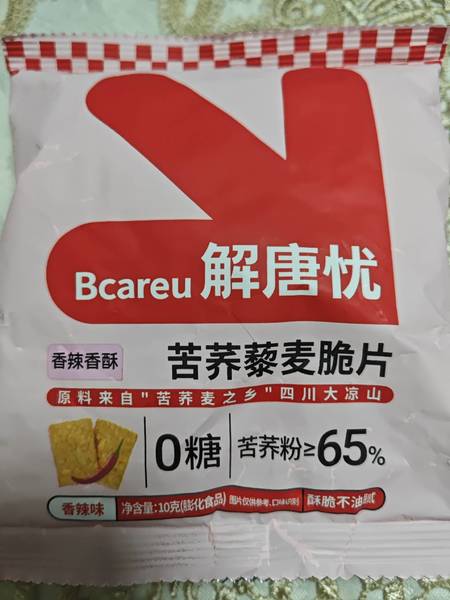 Bcareu 解唐忧
香辣香酥
苦荞藜麦脆片
原料来自"苦荞麦之乡"四川大凉山
0糖
苦荞粉≥65%
香辣味
净含量:10克(膨化食品)
图片仅供参考,口味以实
酥脆不油腻